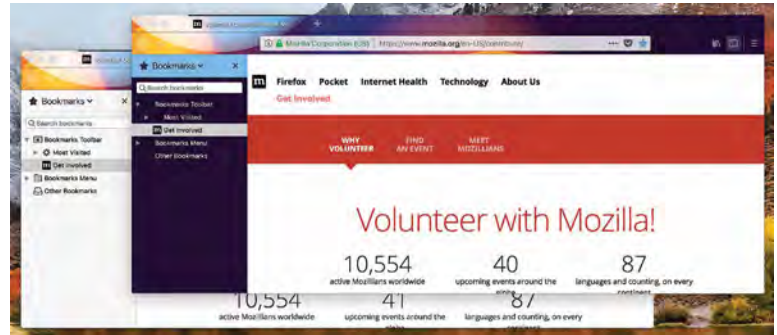 Mozilla Corporation (US) https://www.mozilla.org/en-US/contribute/
Bookmarks
Search bookmarks
Bookmarks Toolbar
Most Visited
Get Involved
Bookmarks Menu
Other Bookmarks
m Firefox Pocket Internet Health Technology About Us
Get Involved
WHY VOLUNTEER
FIND AN EVENT
MEET MOZILLIANS
Volunteer with Mozilla!
10,554 40 87
active Mozillians worldwide upcoming events around the languages and counting, on every
continent
Bookmarks
Search bookmarks
Bookmarks Toolbar
Most Visited
m Get Involved
Bookmarks Menu
Other Bookmarks
10,554 41 87
active Mozillians worldwide upcoming events around the languages and counting, on every